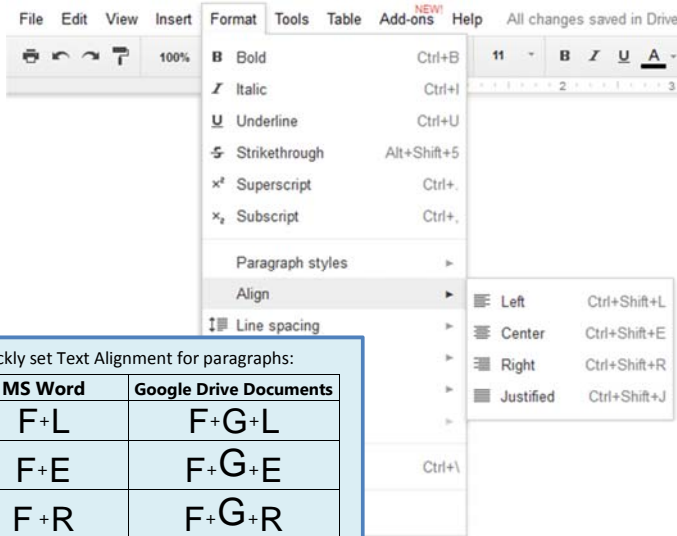 File Edit View Insert Format Tools Table Add-ons NEW! Help All changes saved in Drive
100% 11 B I U A
2 3
B Bold Ctrl+B
I Italic Ctrl+I
U Underline Ctrl+U
S Strikethrough Alt+Shift+5
x² Superscript Ctrl+.
x₂ Subscript Ctrl+,
Paragraph styles
Align
Left Ctrl+Shift+L
Line spacing
Center Ctrl+Shift+E
Right Ctrl+Shift+R
Justified Ctrl+Shift+J
Ctrl+\
set Text Alignment for paragraphs:
MS Word Google Drive Documents
F+L F+G+L
F+E F+G+E
F+R F+G+R